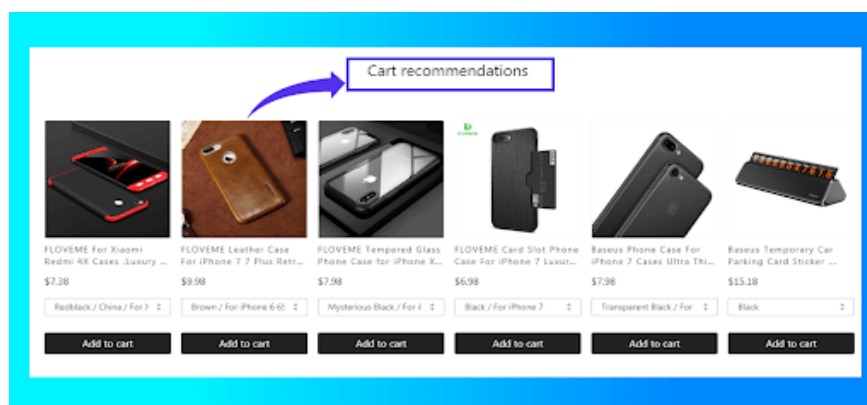 Cart recommendations
FLOVEME
FLOVEME For Xiaomi
Redmi 4X Cases ,Luxury ...
$7.38
Redblack / China / For X
Add to cart
FLOVEME Leather Case
For iPhone 7 7 Plus Retr...
$9.98
Brown / For iPhone 6 6S
Add to cart
FLOVEME Tempered Glass
Phone Case for iPhone X...
$7.98
Mysterious Black / For i
Add to cart
FLOVEME Card Slot Phone
Case For iPhone 7 Luxur...
$6.98
Black / For iPhone 7
Add to cart
Baseus Phone Case For
iPhone 7 Cases Ultra Thi...
$7.98
Transparent Black / For
Add to cart
Baseus Temporary Car
Parking Card Sticker ...
$15.18
Black
Add to cart